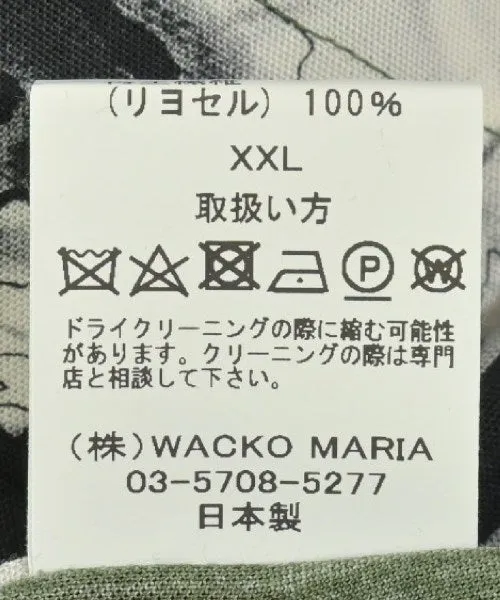 (リヨセル) 100%
XXL
取扱い方
P W
ドライクリーニングの際に縮む可能性
があります。クリーニングの際は専門
店と相談して下さい。
(株)WACKO MARIA
03-5708-5277
日本製